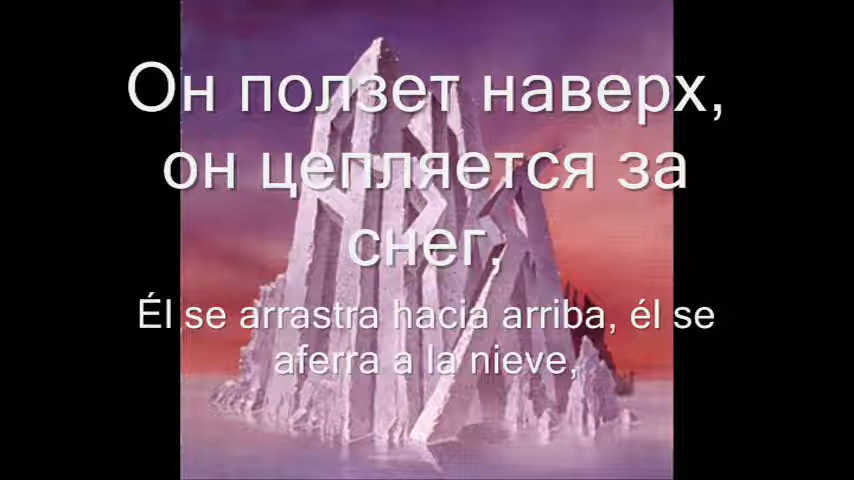 Он ползет наверх,
он цепляется за
снег,
Él se arrastra hacia arriba, él se
aferra a la nieve,